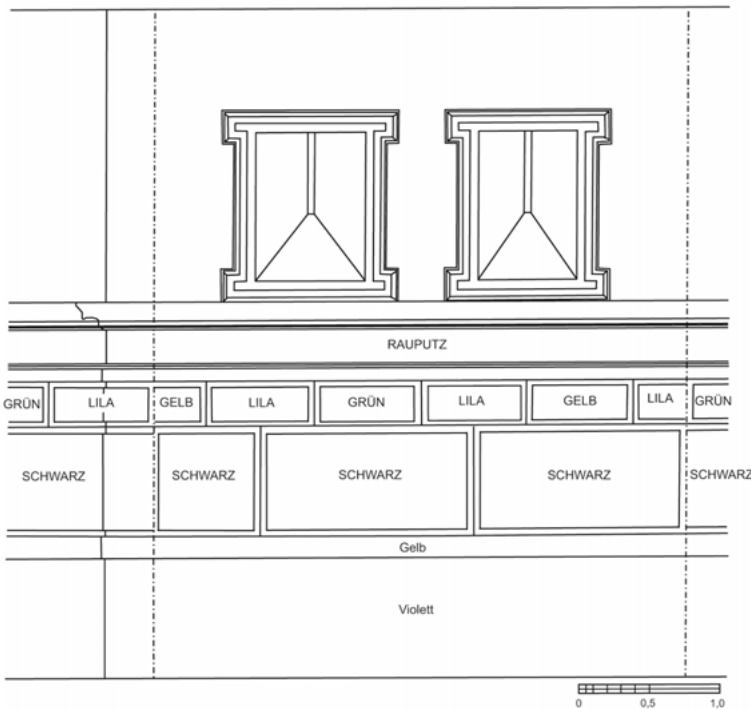 RAUPUTZ
GRÜN LILA GELB LILA GRÜN LILA GELB LILA GRÜN
SCHWARZ SCHWARZ SCHWARZ SCHWARZ SCHWARZ
Gelb
Violett
0 0,5 1,0